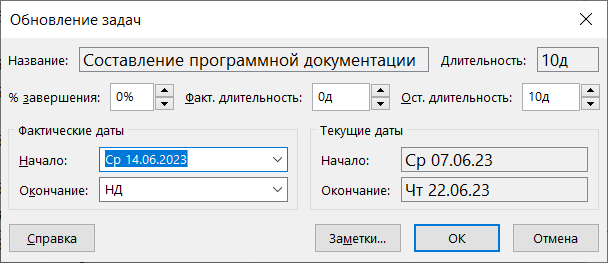 Обновление задач
Название: Составление программной документации Длительность: 10д
% завершения: 0% Факт. длительность: 0д Ост. длительность: 10д
Фактические даты
Начало: Ср 14.06.2023
Окончание: НД
Текущие даты
Начало: Ср 07.06.23
Окончание: Чт 22.06.23
Справка Заметки... ОК Отмена